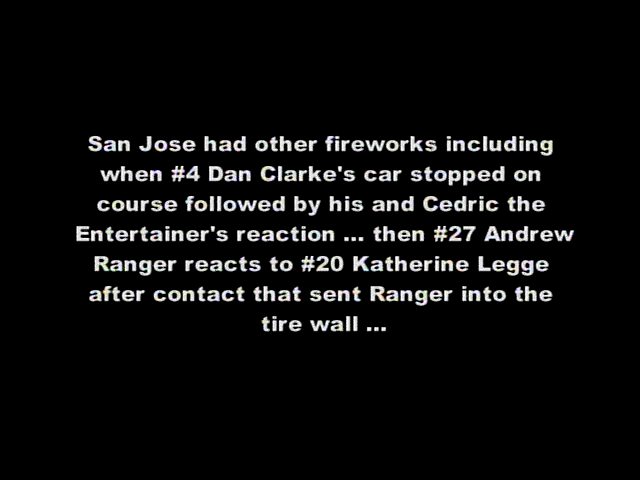 San Jose had other fireworks including
when #4 Dan Clarke's car stopped on
course followed by his and Cedric the
Entertainer's reaction ... then #27 Andrew
Ranger reacts to #20 Katherine Legge
after contact that sent Ranger into the
tire wall ...